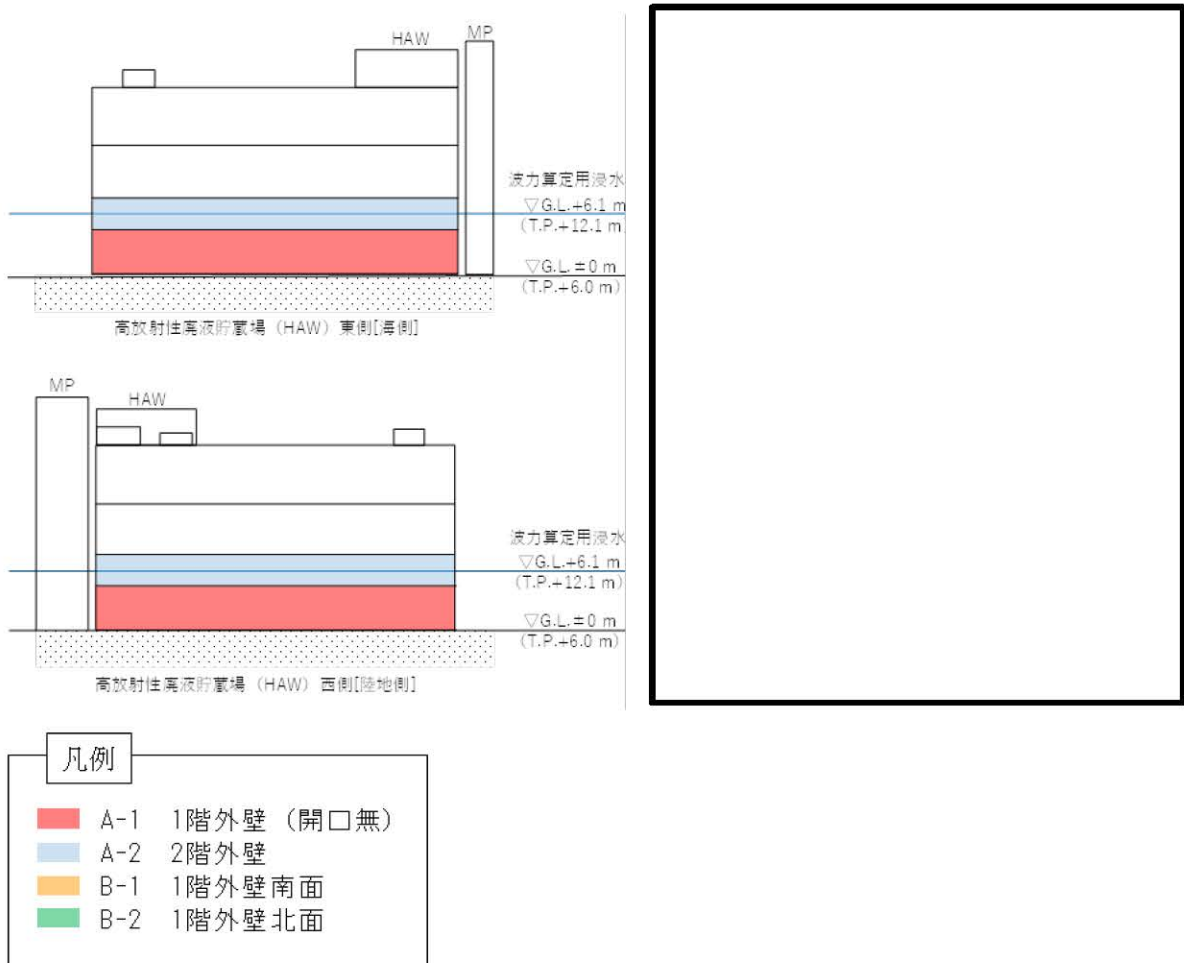 HAW
MP
波力算定用浸水
▽G.L.+6.1 m
(T.P.+12.1 m)
▽G.L.±0 m
(T.P.+6.0 m)
高放射性廃液貯蔵場（HAW）東側[海側]
MP
HAW
波力算定用浸水
▽G.L.+6.1 m
(T.P.+12.1 m)
▽G.L.±0 m
(T.P.+6.0 m)
高放射性廃液貯蔵場（HAW）西側[陸地側]
凡例
A-1 1階外壁（開口無）
A-2 2階外壁
B-1 1階外壁南面
B-2 1階外壁北面